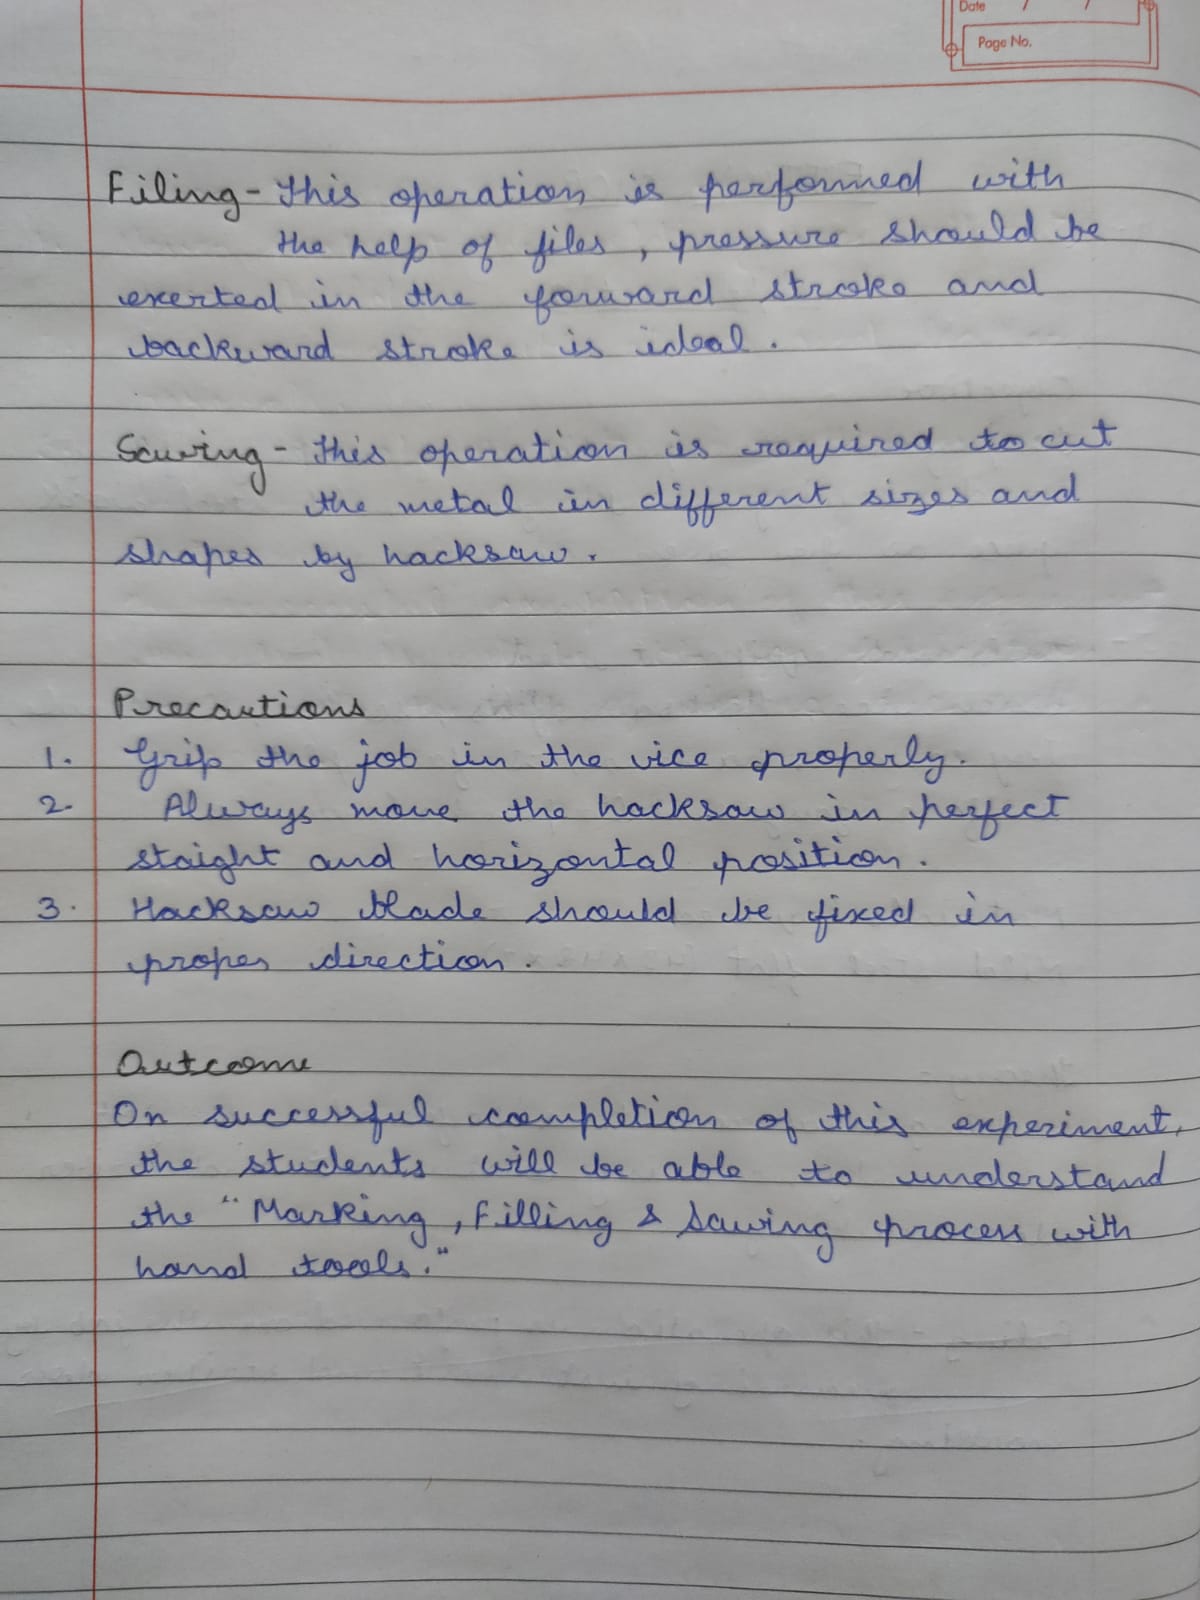 Date / /
Page No.
Filing - This operation is performed with
the help of files, pressure should be
exerted in the forward stroke and
backward stroke is ideal.
Sawing - This operation is required to cut
the metal in different sizes and
shapes by hacksaw.
Precautions
1. Grip the job in the vice properly.
2. Always move the hacksaw in perfect
staight and horizontal position.
3. Hacksaw blade should be fixed in
proper direction.
Outcome
On successful completion of this experiment,
the students will be able to understand
the "Marking, Filling & Sawing process with
hand tools."